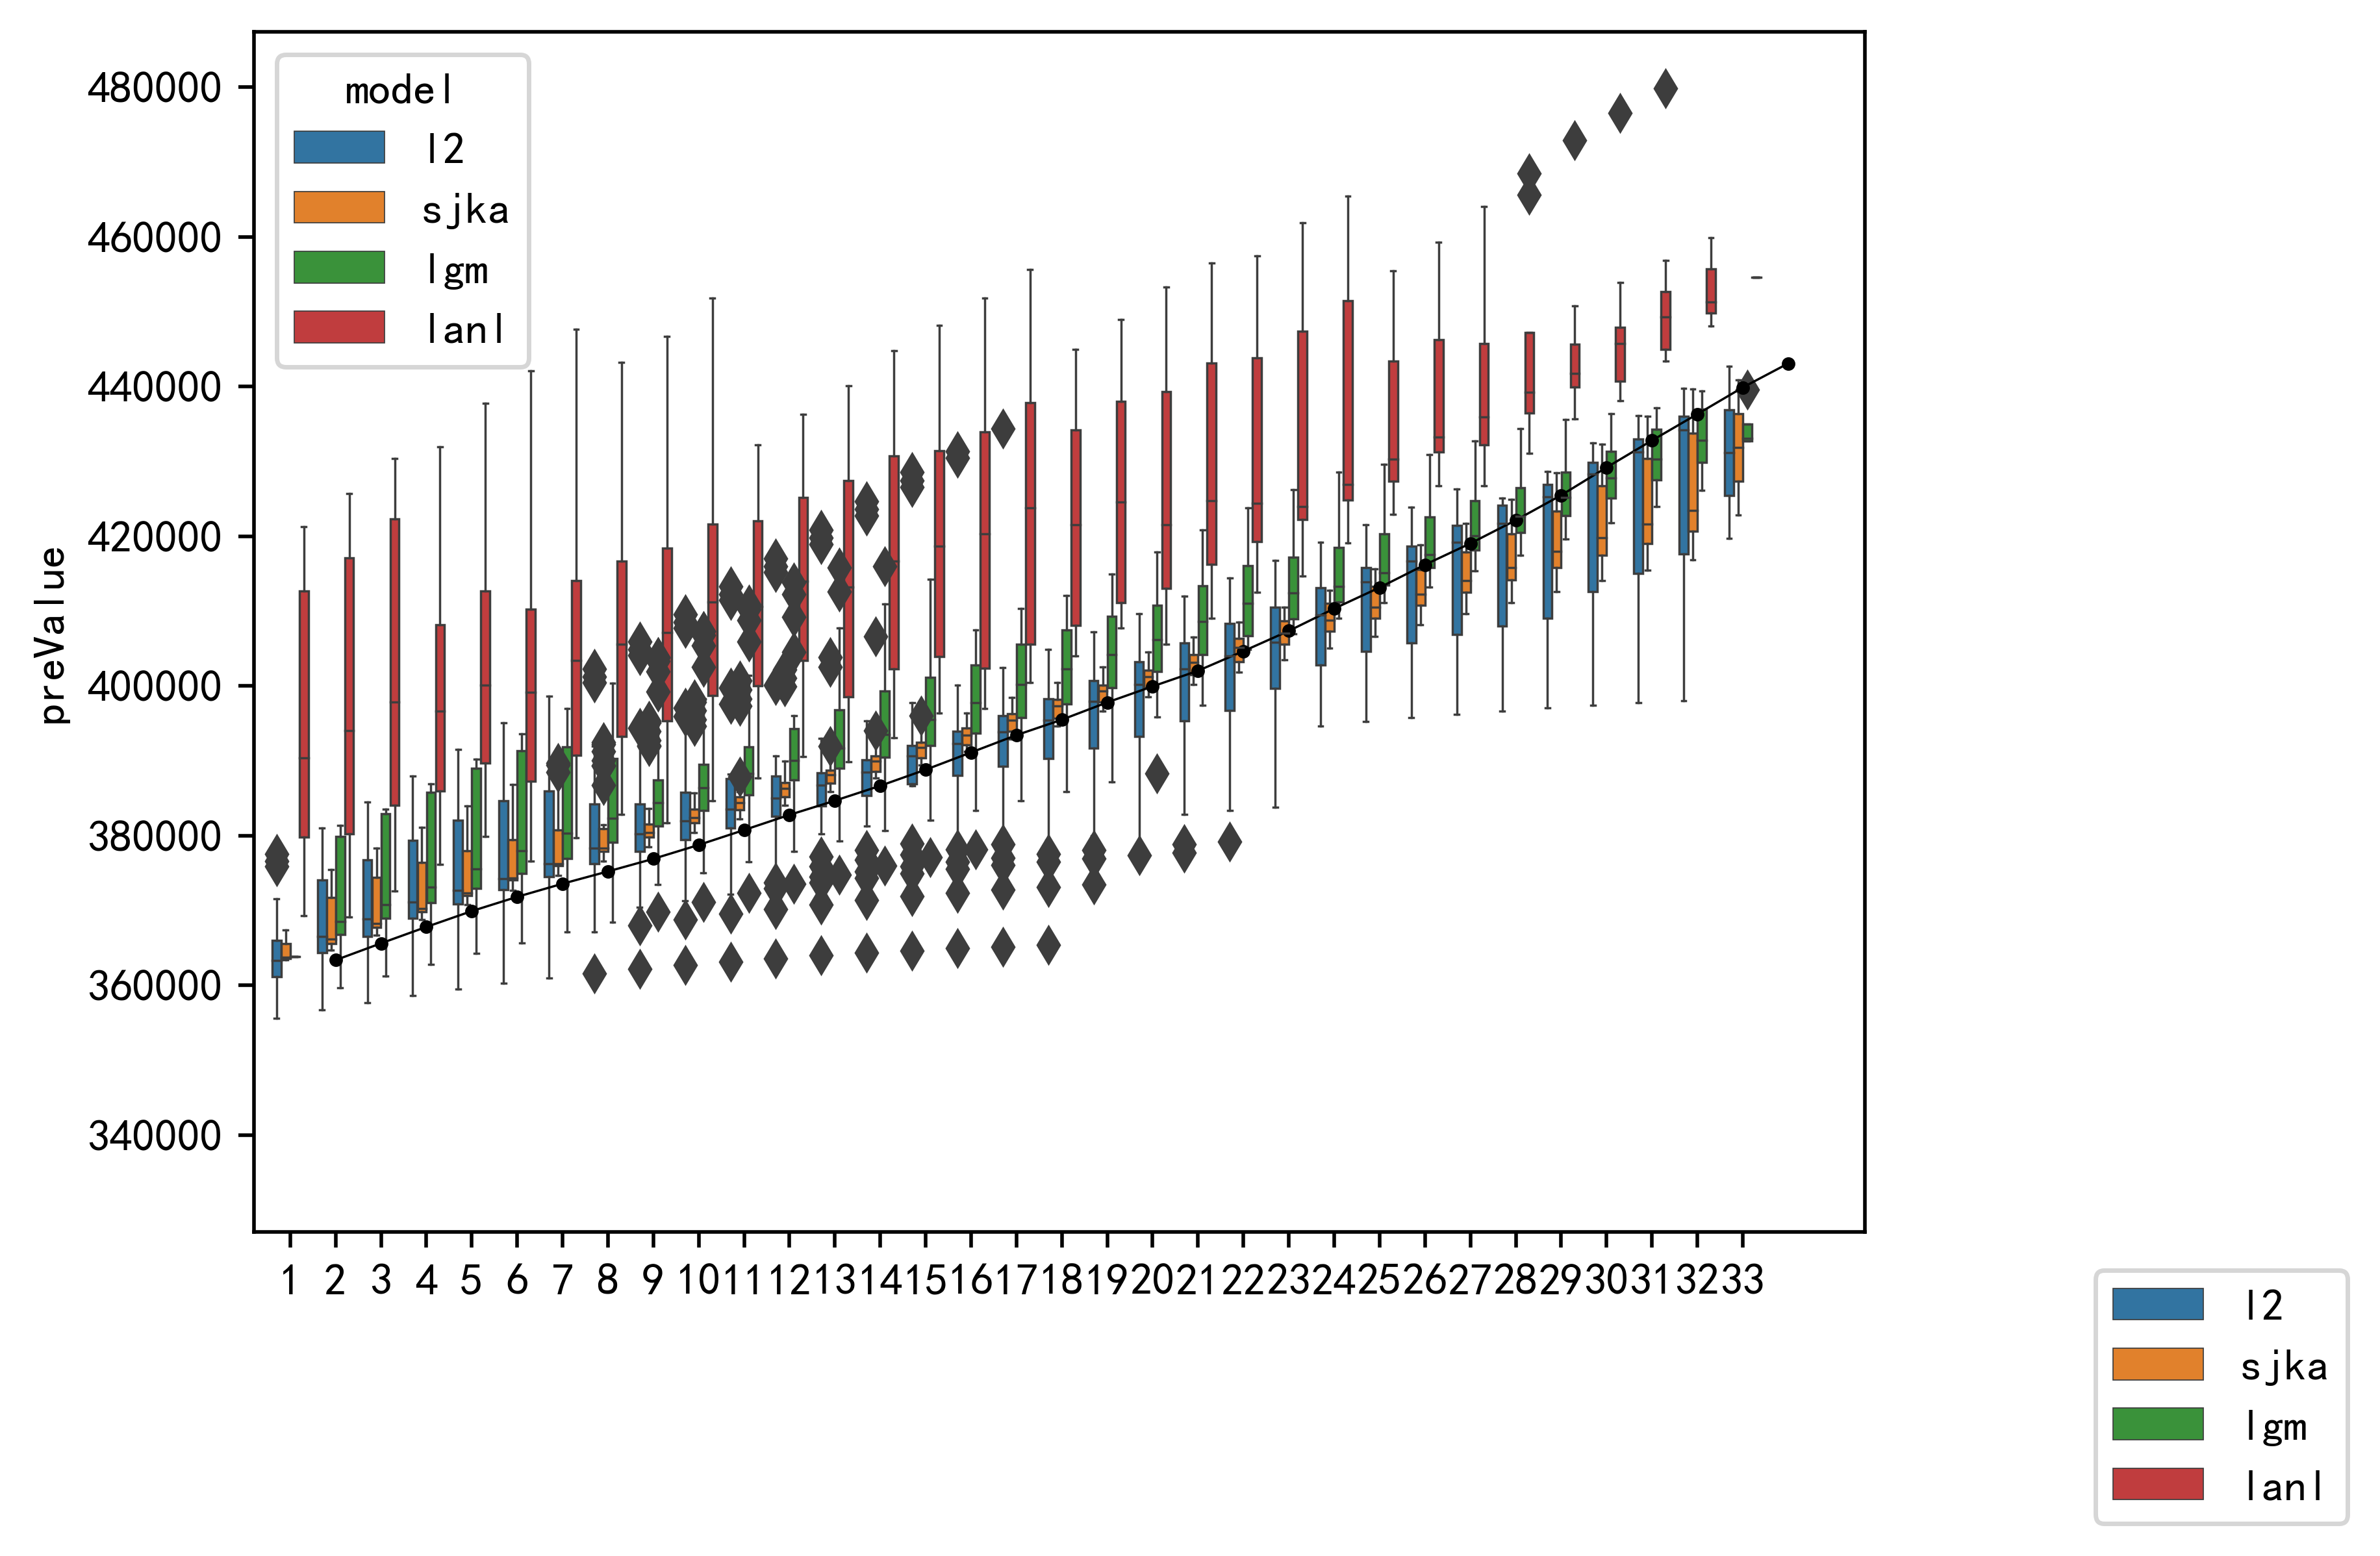 480000
460000
440000
420000
400000
380000
360000
340000
preValue
model
l2
sjka
lgm
lanl
1 2 3 4 5 6 7 8 9 10 11 12 13 14 15 16 17 18 19 20 21 22 23 24 25 26 27 28 29 30 31 32 33
l2
sjka
lgm
lanl